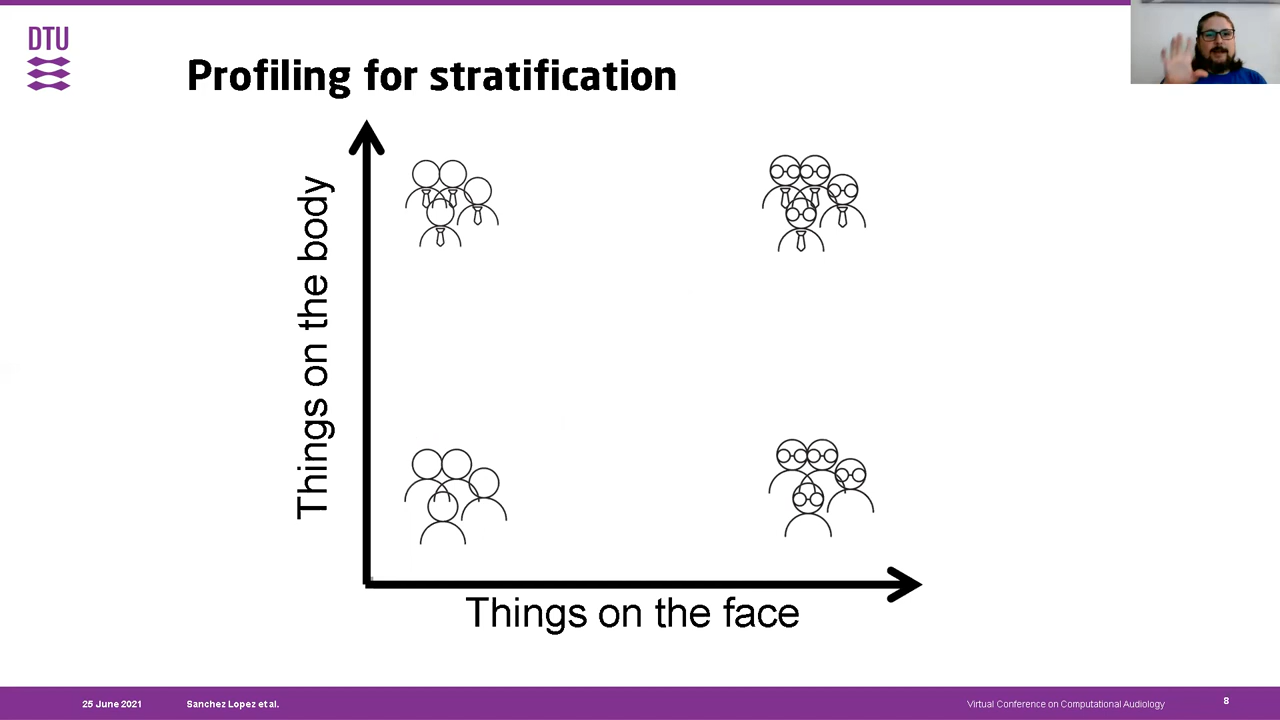 DTU
Profiling for stratification
Things on the body
Things on the face
25 June 2021
Sanchez Lopez et al.
Virtual Conference on Computational Audiology
8